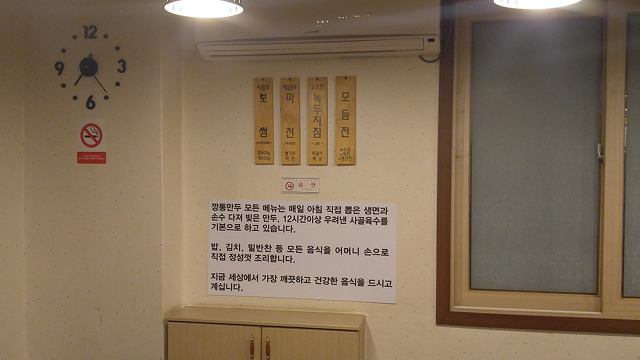 12
9
3
6
보쌈
파전
녹두지짐
모듬전
금연
깡통만두 모든 메뉴는 매일 아침 직접 뽑은 생면과
손수 다져 빚은 만두, 12시간이상 우려낸 사골육수를
기본으로 하고 있습니다.
밥, 김치, 밑반찬 등 모든 음식을 어머니 손으로
직접 정성껏 조리합니다.
지금 세상에서 가장 깨끗하고 건강한 음식을 드시고
계십니다.